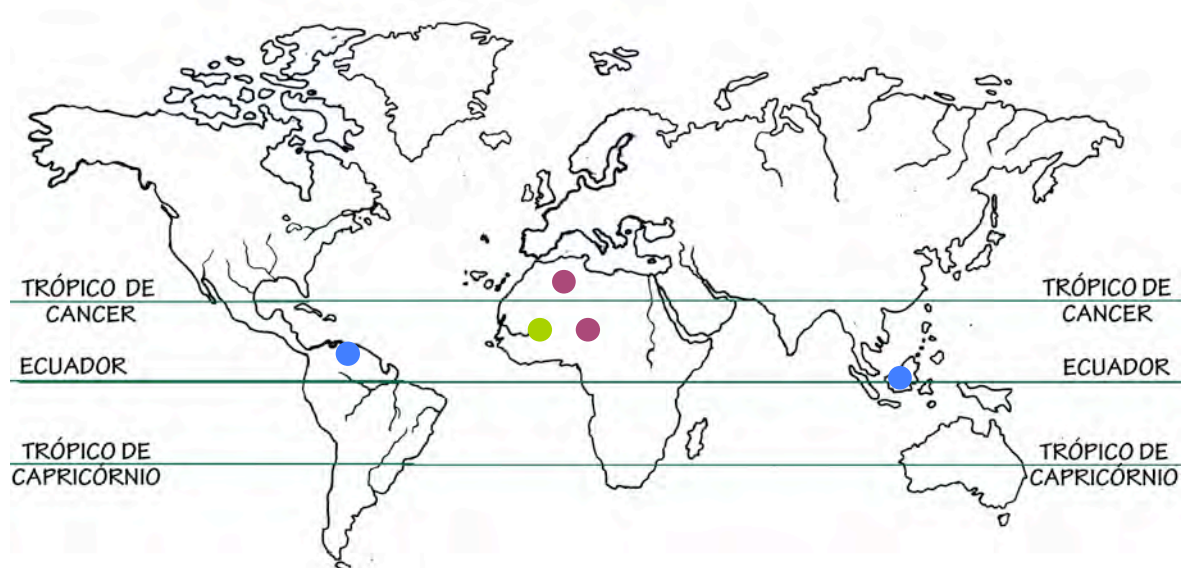 TRÓPICO DE
CANCER
TRÓPICO DE
CANCER
ECUADOR
ECUADOR
TRÓPICO DE
CAPRICÓRNIO
TRÓPICO DE
CAPRICÓRNIO